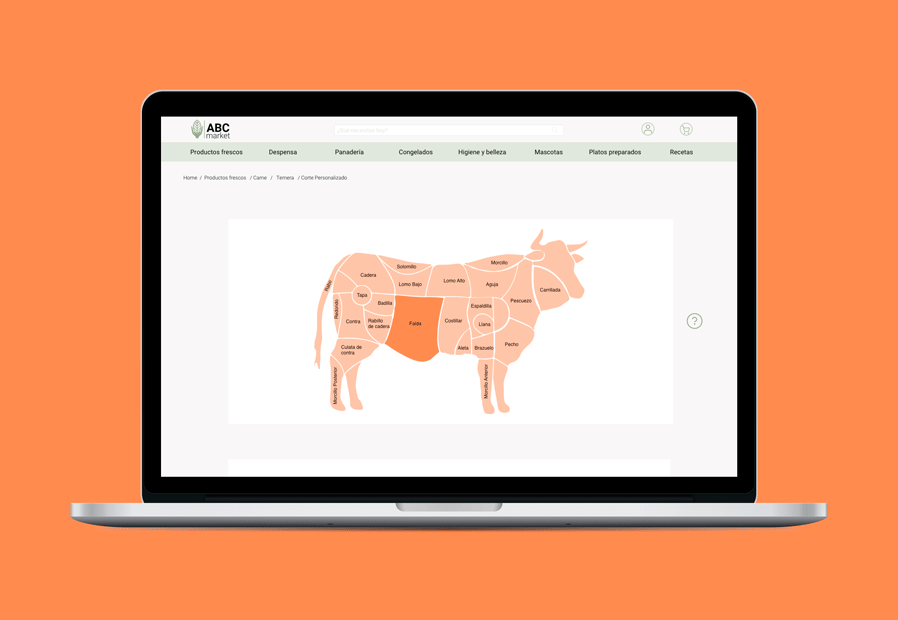 ABC
market
¿Qué necesitas hoy?
Productos frescos Despensa Panadería Congelados Higiene y belleza Mascotas Platos preparados Recetas
Home / Productos frescos / Carne / Ternera / Corte Personalizado
Solomillo
Morcillo
Cadera
Lomo Bajo
Lomo Alto
Aguja
Carrillada
Rabo
Tapa
Badilla
Espaldilla
Pescuezo
Redondo
Contra
Rabillo
de cadera
Falda
Costillar
Llana
?
Culata de
contra
Aleta
Brazuelo
Pecho
Morcillo Posterior
Morcillo Anterior